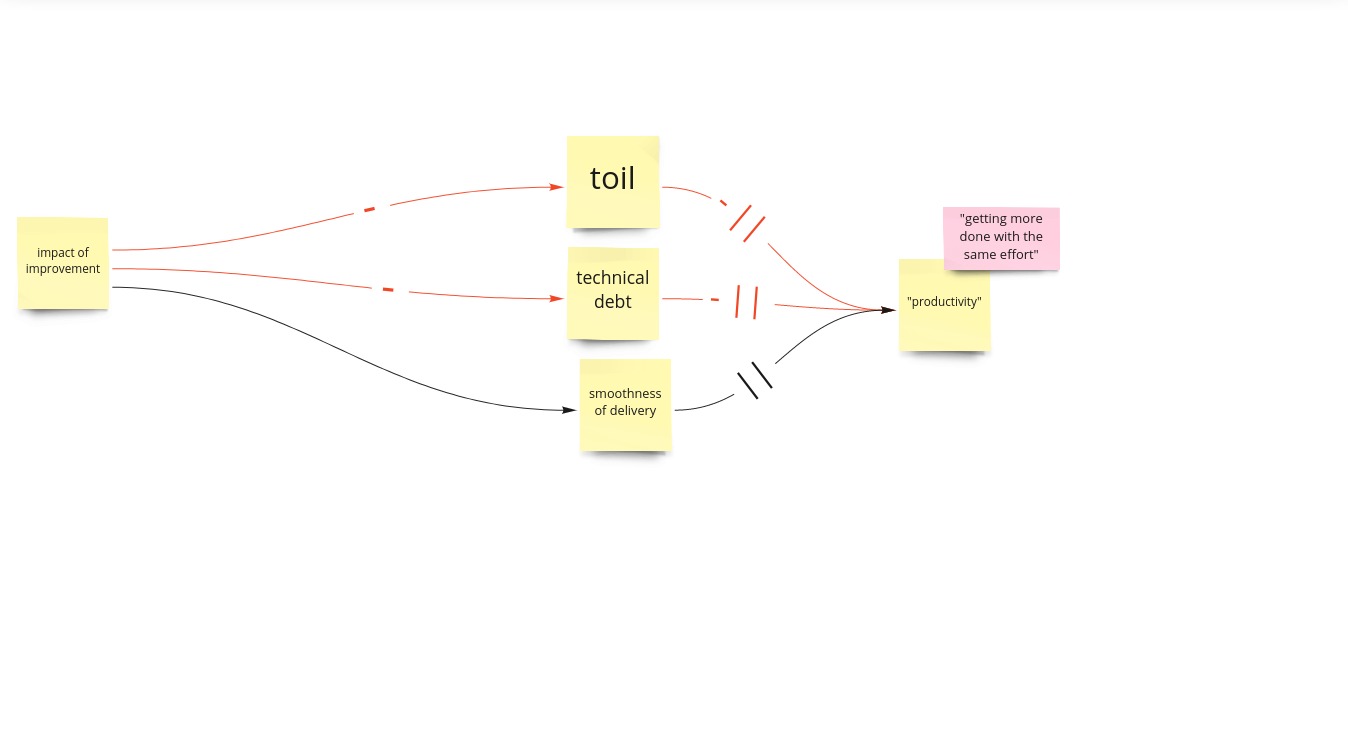 toil
"getting more
done with the
same effort"
impact of
improvement
technical
debt
"productivity"
smoothness
of delivery